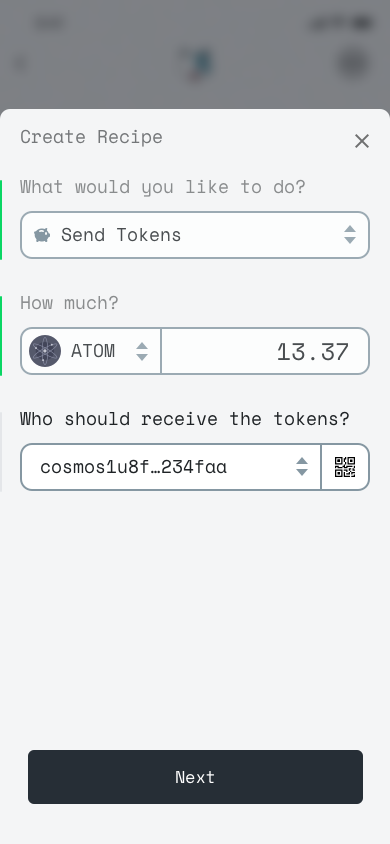 Create Recipe
What would you like to do?
Send Tokens
How much?
ATOM 13.37
Who should receive the tokens?
cosmos1u8f…234faa
Next